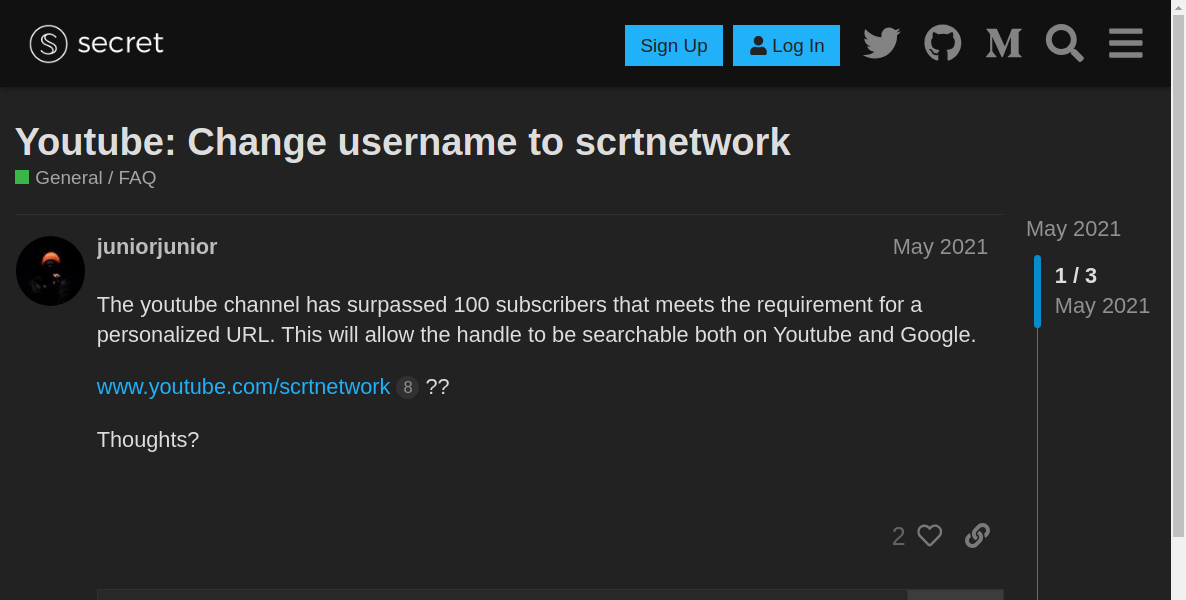 secret
Sign Up
Log In
Youtube: Change username to scrtnetwork
General / FAQ
juniorjunior
May 2021
The youtube channel has surpassed 100 subscribers that meets the requirement for a
personalized URL. This will allow the handle to be searchable both on Youtube and Google.
www.youtube.com/scrtnetwork 8 ??
Thoughts?
2
May 2021
1 / 3
May 2021